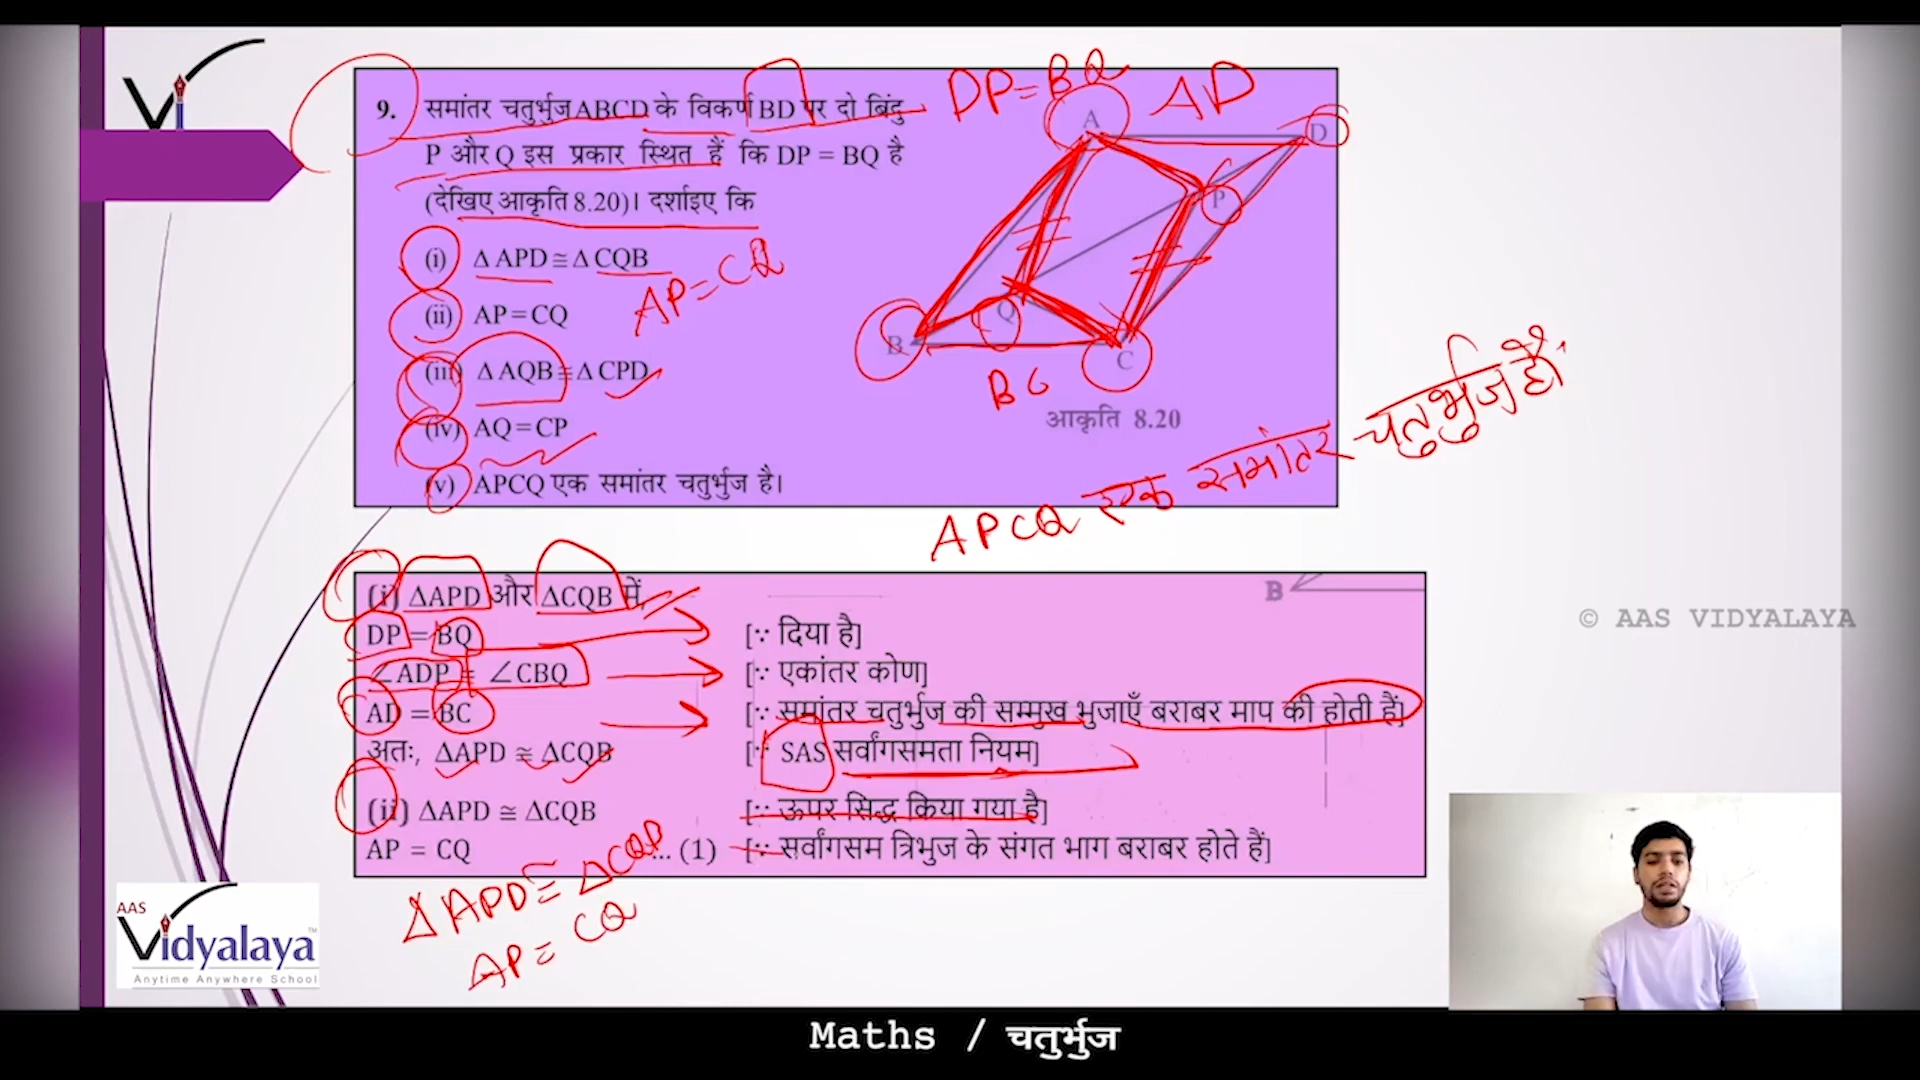 9. समांतर चतुर्भुज ABCD के विकर्ण BD पर दो बिंदु
P और Q इस प्रकार स्थित हैं कि DP = BQ है
(देखिए आकृति 8.20)। दर्शाइए कि
(i) Δ APD ≅ Δ CQB
(ii) AP = CQ
(iii) Δ AQB ≅ Δ CPD
(iv) AQ = CP
(v) APCQ एक समांतर चतुर्भुज है।
DP = BQ
AD
A
D
P
Q
B
C
BC
आकृति 8.20
AP = CQ
APCQ एक समांतर चतुर्भुज है।
(i) ΔAPD और ΔCQB में,
DP = BQ [∵ दिया है]
∠ADP = ∠CBQ [∵ एकांतर कोण]
AD = BC [∵ समांतर चतुर्भुज की सम्मुख भुजाएँ बराबर माप की होती हैं]
अतः, ΔAPD ≅ ΔCQB [∵ SAS सर्वांगसमता नियम]
(ii) ΔAPD ≅ ΔCQB [∵ ऊपर सिद्ध किया गया है]
AP = CQ ... (1) [∵ सर्वांगसम त्रिभुज के संगत भाग बराबर होते हैं]
B
Δ APD ≅ ΔCQB
AP = CQ
© AAS VIDYALAYA
AAS
Vidyalaya
TM
Anytime Anywhere School
Maths / चतुर्भुज